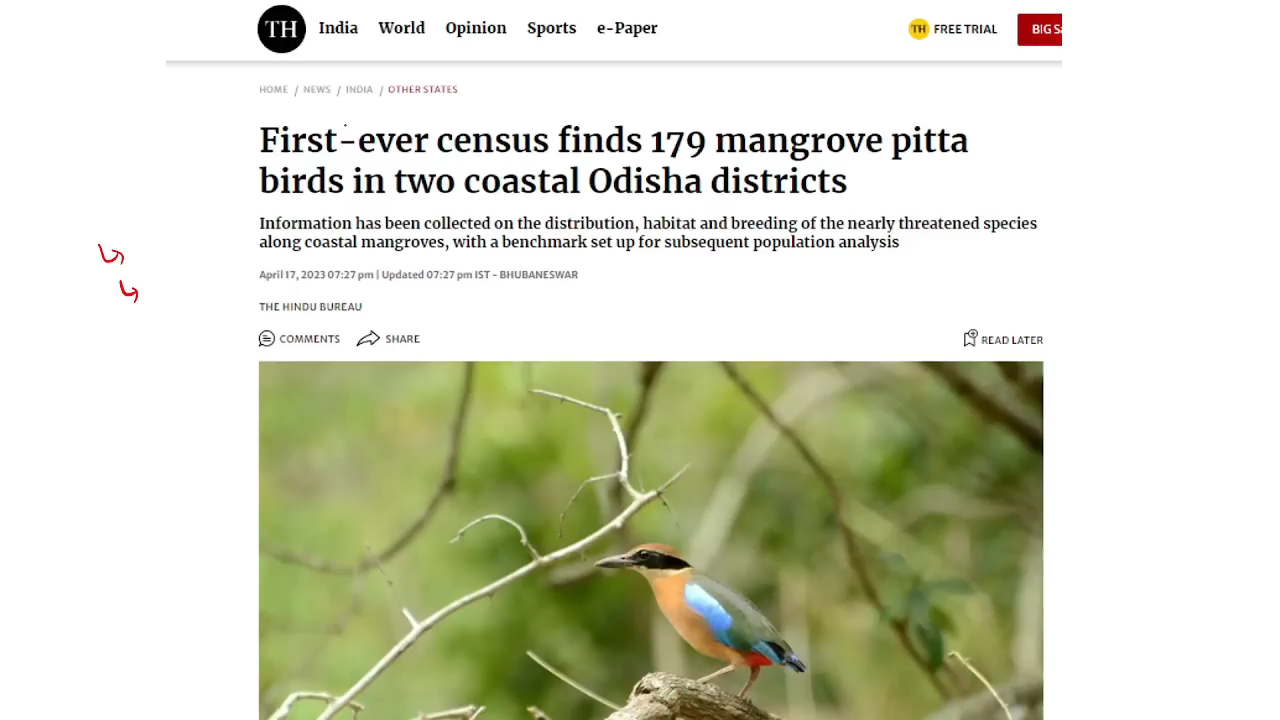 TH India World Opinion Sports e-Paper TH FREE TRIAL BIG
HOME / NEWS / INDIA / OTHER STATES
First-ever census finds 179 mangrove pitta
birds in two coastal Odisha districts
Information has been collected on the distribution, habitat and breeding of the nearly threatened species
along coastal mangroves, with a benchmark set up for subsequent population analysis
April 17, 2023 07:27 pm | Updated 07:27 pm IST - BHUBANESWAR
THE HINDU BUREAU
COMMENTS SHARE READ LATER